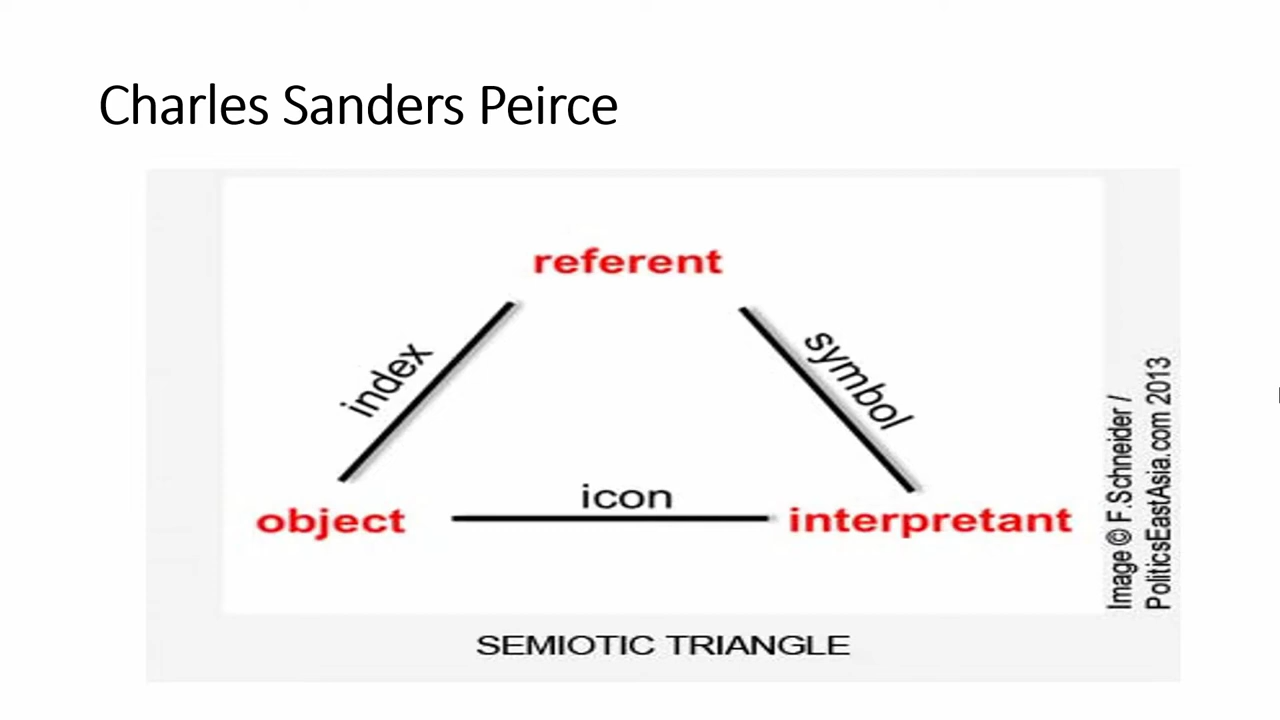 Charles Sanders Peirce
referent
index
symbol
icon
object
interpretant
Image © F.Schneider /
PoliticsEastAsia.com 2013
SEMIOTIC TRIANGLE